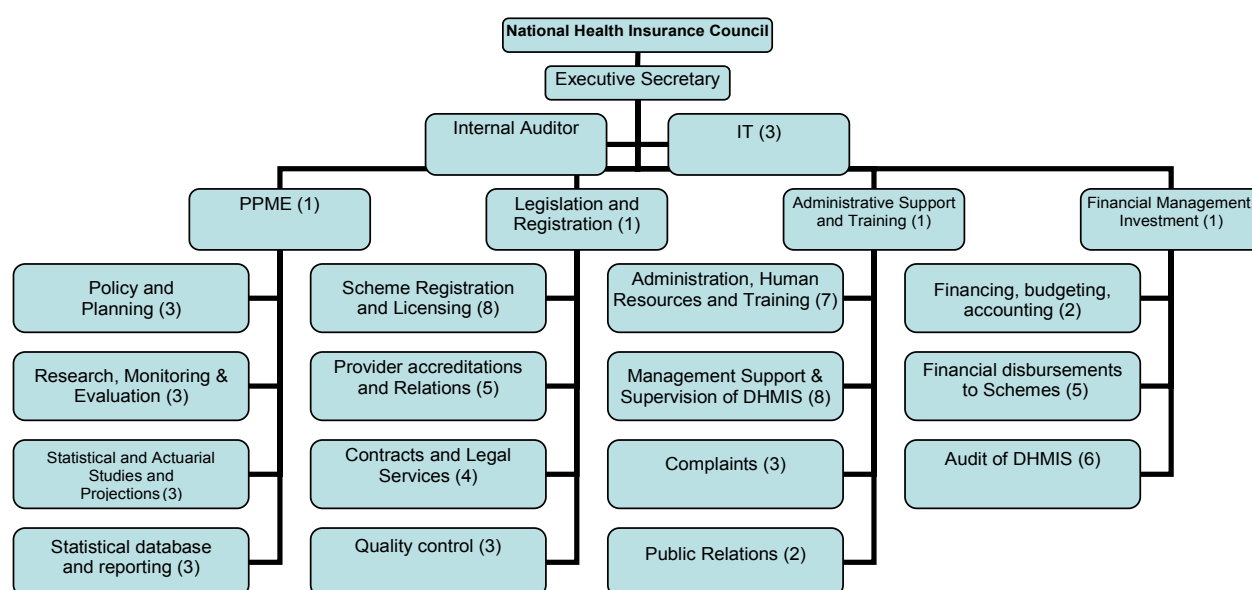 National Health Insurance Council
Executive Secretary
Internal Auditor
IT (3)
PPME (1)
Legislation and
Registration (1)
Administrative Support
and Training (1)
Financial Management
Investment (1)
Policy and
Planning (3)
Scheme Registration
and Licensing (8)
Administration, Human
Resources and Training (7)
Financing, budgeting,
accounting (2)
Research, Monitoring &
Evaluation (3)
Provider accreditations
and Relations (5)
Management Support &
Supervision of DHMIS (8)
Financial disbursements
to Schemes (5)
Statistical and Actuarial
Studies and
Projections (3)
Contracts and Legal
Services (4)
Complaints (3)
Audit of DHMIS (6)
Statistical database
and reporting (3)
Quality control (3)
Public Relations (2)